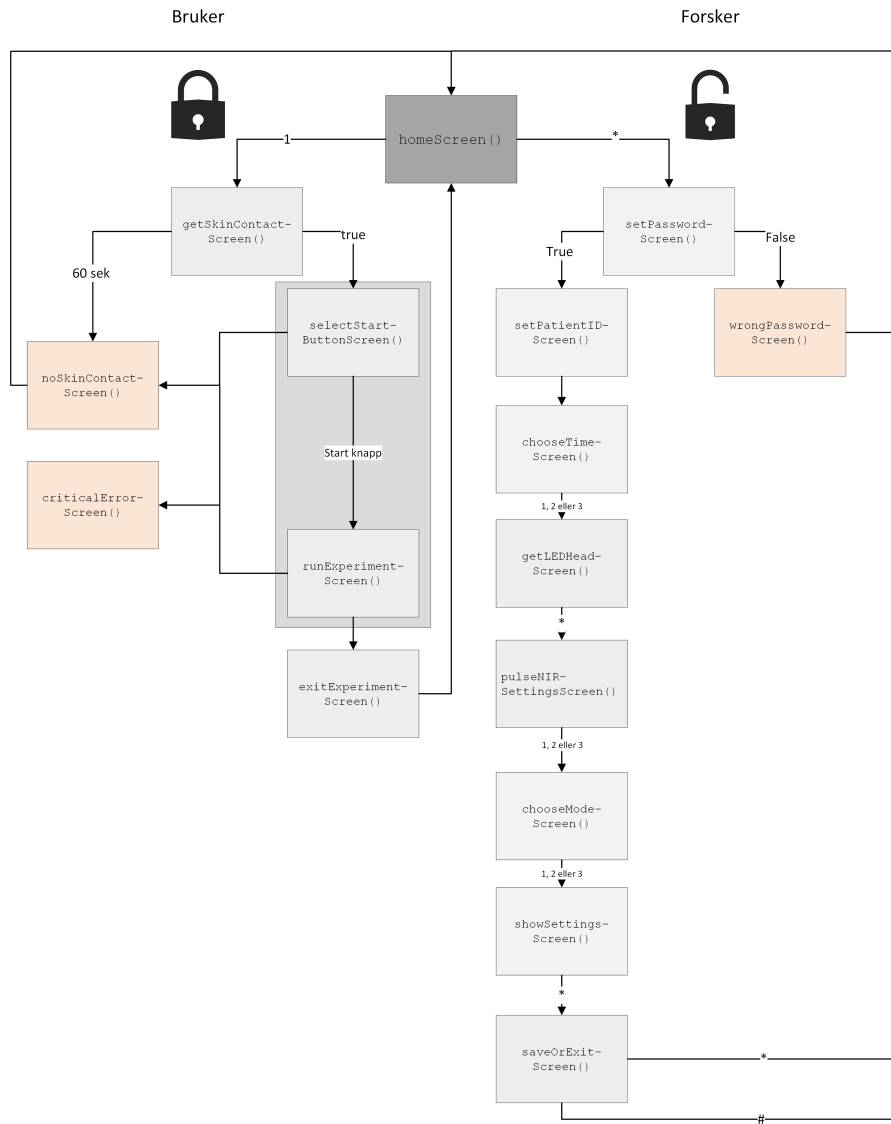 Bruker
Forsker
homeScreen()
1
*
getSkinContact-
Screen()
setPassword-
Screen()
true
60 sek
True
False
selectStart-
ButtonScreen()
setPatientID-
Screen()
wrongPassword-
Screen()
noSkinContact-
Screen()
chooseTime-
Screen()
Start knapp
criticalError-
Screen()
1, 2 eller 3
runExperiment-
Screen()
getLEDHead-
Screen()
*
exitExperiment-
Screen()
pulseNIR-
SettingsScreen()
1, 2 eller 3
chooseMode-
Screen()
1, 2 eller 3
showSettings-
Screen()
*
saveOrExit-
Screen()
*
#